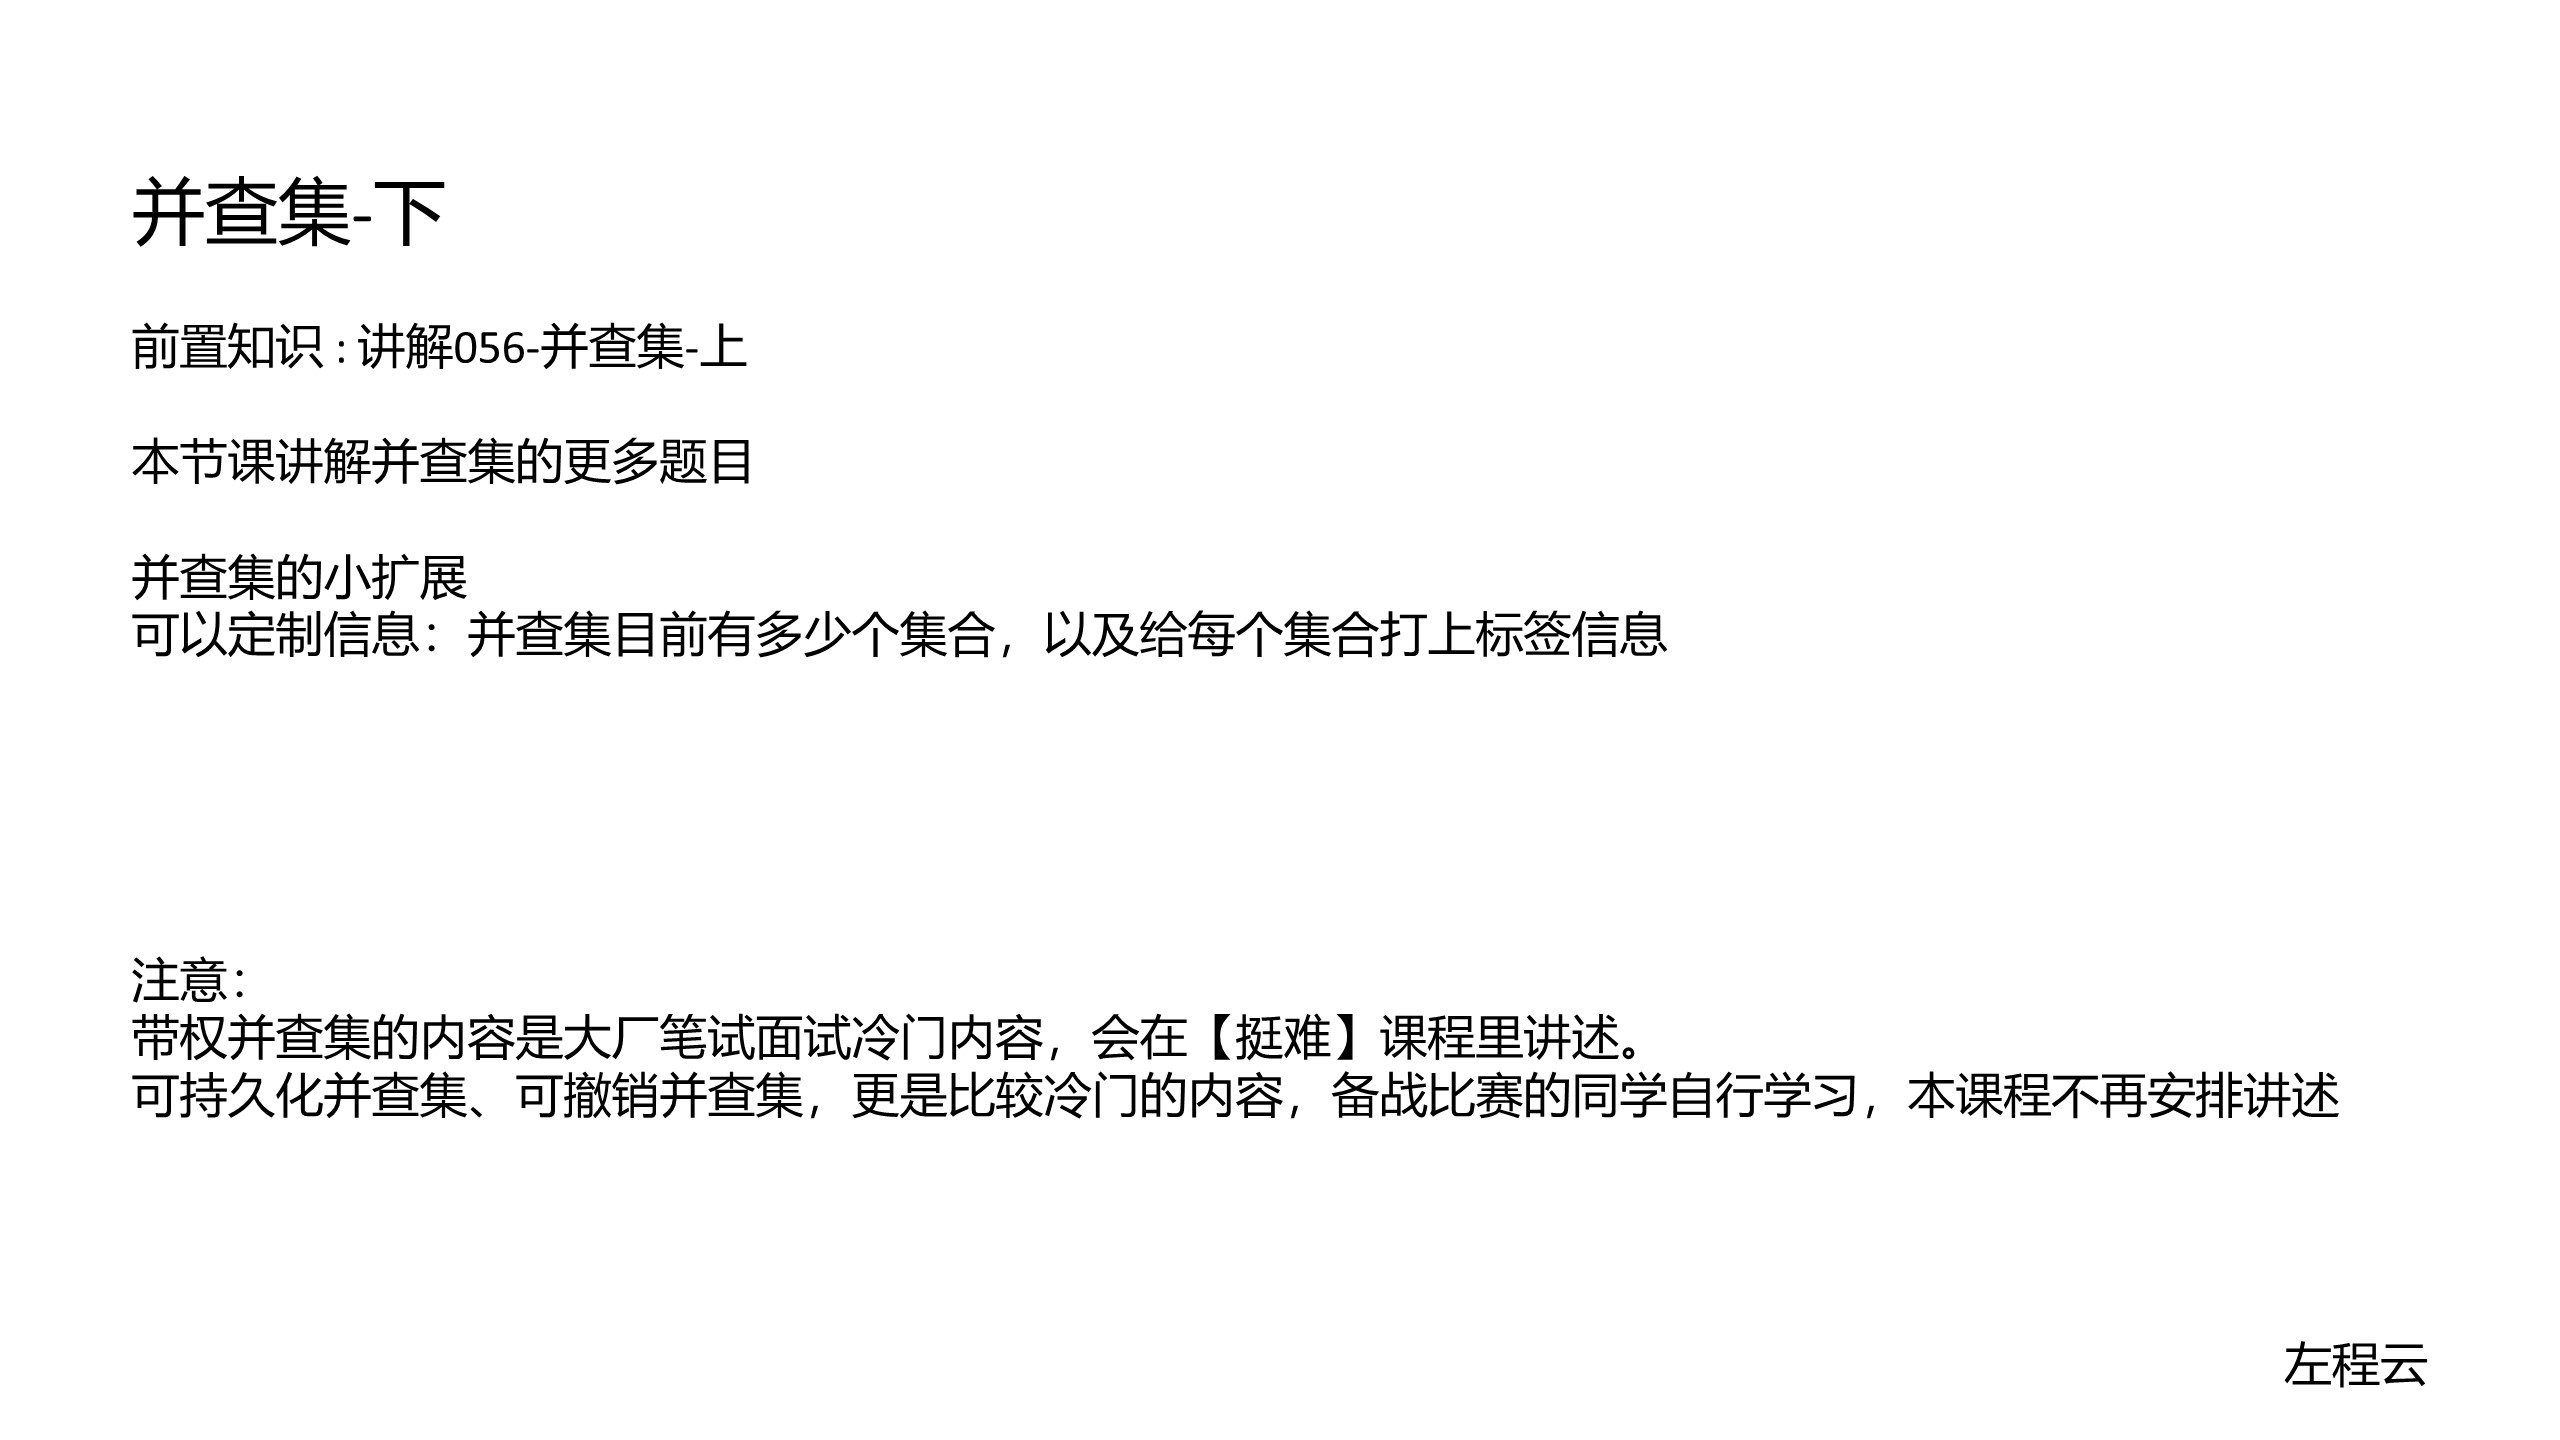 并查集-下
前置知识 : 讲解056-并查集-上
本节课讲解并查集的更多题目
并查集的小扩展
可以定制信息：并查集目前有多少个集合，以及给每个集合打上标签信息
注意：
带权并查集的内容是大厂笔试面试冷门内容，会在【挺难】课程里讲述。
可持久化并查集、可撤销并查集，更是比较冷门的内容，备战比赛的同学自行学习，本课程不再安排讲述
左程云